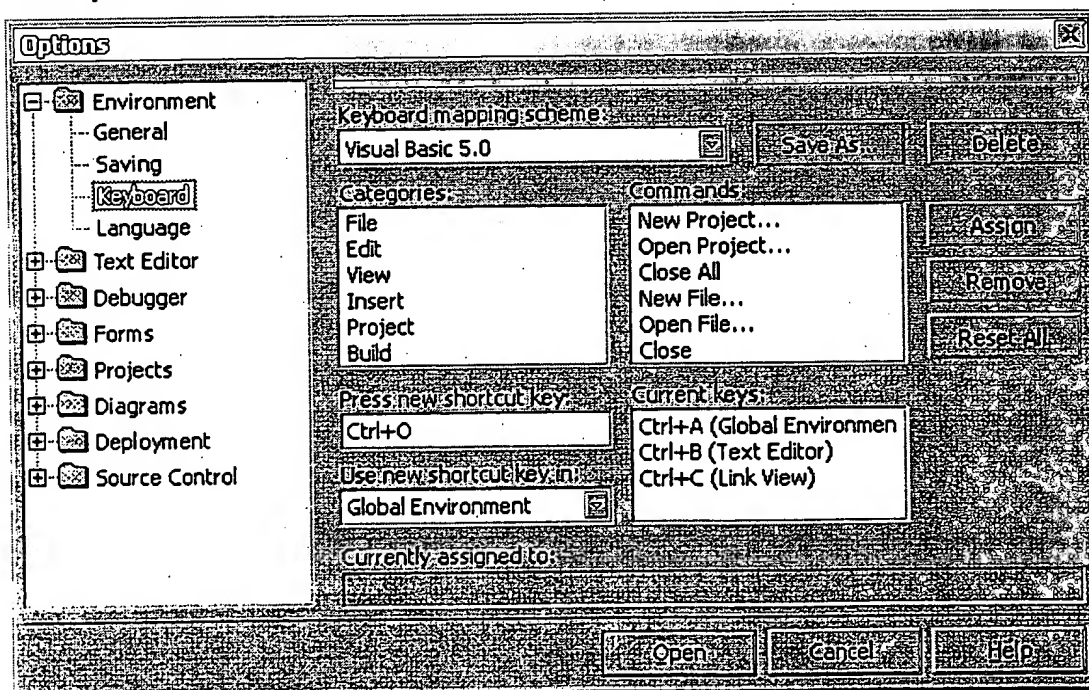 Options
Environment
General
Saving
Keyboard
Language
Text Editor
Debugger
Forms
Projects
Diagrams
Deployment
Source Control
Keyboard mapping scheme:
Visual Basic 5.0
Save As...
Delete
Categories:
File
Edit
View
Insert
Project
Build
Commands:
New Project...
Open Project...
Close All
New File...
Open File...
Close
Assign
Remove
Reset All
Press new shortcut key:
Ctrl+O
Use new shortcut key in:
Global Environment
Current keys:
Ctrl+A (Global Environmen
Ctrl+B (Text Editor)
Ctrl+C (Link View)
Currently assigned to:
Open
Cancel
Help